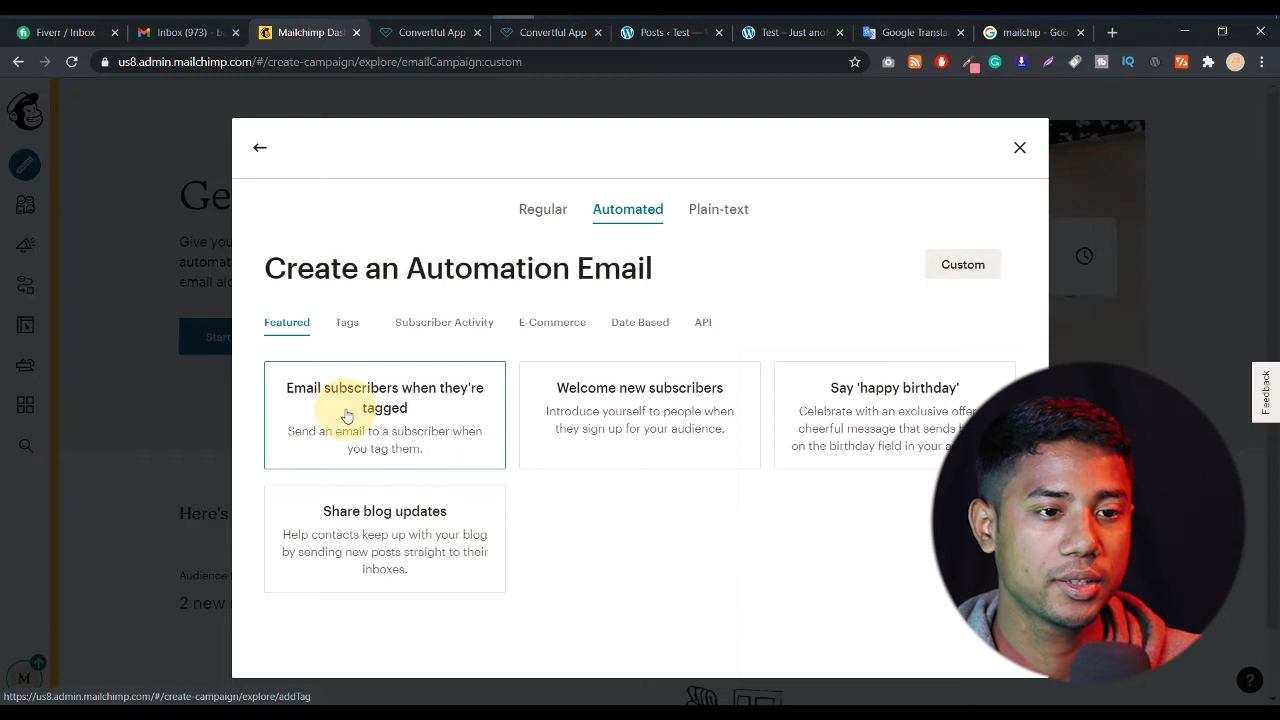 Fiverr / Inbox
Inbox (973) - b
Mailchimp Das
Convertful App
Convertful App
Posts ‹ Test — W
Test – Just anot
Google Transla
mailchip - Goo
us8.admin.mailchimp.com/#/create-campaign/explore/emailCampaign:custom
Regular
Automated
Plain-text
Create an Automation Email
Custom
Featured
Tags
Subscriber Activity
E-Commerce
Date Based
API
Email subscribers when they're
tagged
Send an email to a subscriber when
you tag them.
Welcome new subscribers
Introduce yourself to people when
they sign up for your audience.
Say 'happy birthday'
Celebrate with an exclusive offer
cheerful message that sends b
on the birthday field in your a
Share blog updates
Help contacts keep up with your blog
by sending new posts straight to their
inboxes.
Ge
Give you
automat
email ald
Start
Here's
Audience
2 new
Feedback
M
https://us8.admin.mailchimp.com/#/create-campaign/explore/addTag